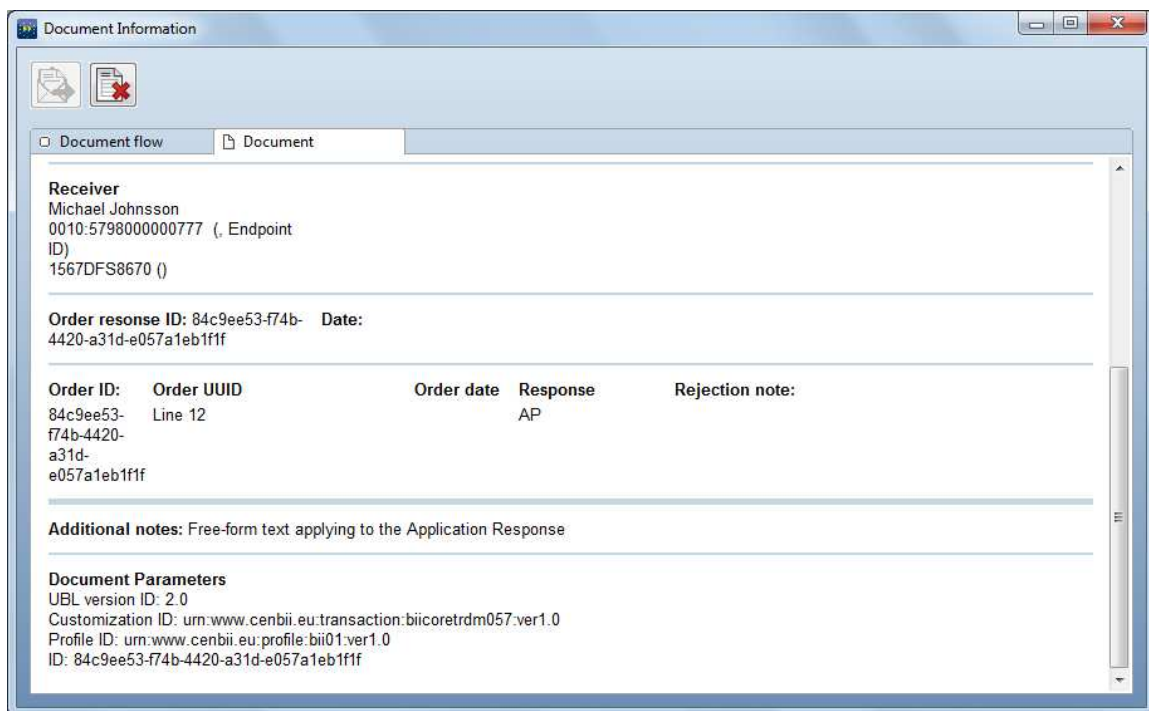 Document Information
Document flow
Document
Receiver
Michael Johnsson
0010:5798000000777 (, Endpoint
ID)
1567DFS8670 ()
Order resonse ID: 84c9ee53-f74b- Date:
4420-a31d-e057a1eb1f1f
Order ID: Order UUID Order date Response Rejection note:
84c9ee53- Line 12 AP
f74b-4420-
a31d-
e057a1eb1f1f
Additional notes: Free-form text applying to the Application Response
Document Parameters
UBL version ID: 2.0
Customization ID: urn:www.cenbii.eu:transaction:biicoretrdm057:ver1.0
Profile ID: urn:www.cenbii.eu:profile:bii01:ver1.0
ID: 84c9ee53-f74b-4420-a31d-e057a1eb1f1f